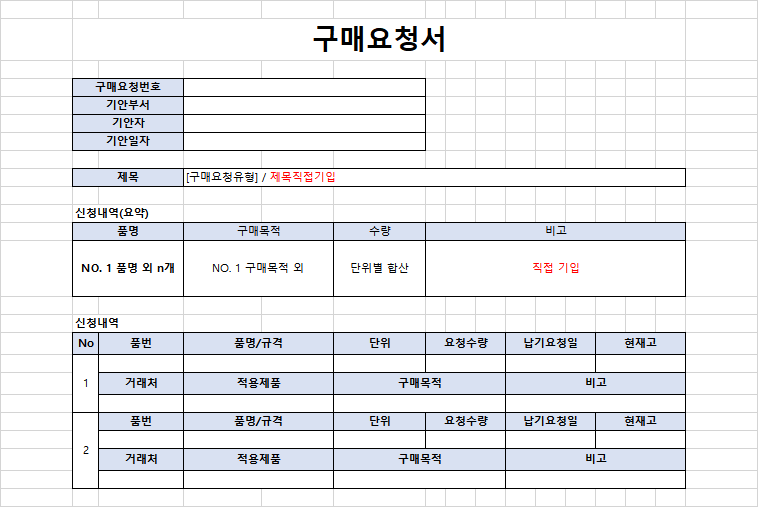 구매요청서
구매요청번호
기안부서
기안자
기안일자
제목 [구매요청유형] / 제목직접기입
신청내역(요약)
품명 구매목적 수량 비고
NO. 1 품명 외 n개 NO. 1 구매목적 외 단위별 합산 직접 기입
신청내역
No 품번 품명/규격 단위 요청수량 납기요청일 현재고
1
거래처 적용제품 구매목적 비고
품번 품명/규격 단위 요청수량 납기요청일 현재고
2
거래처 적용제품 구매목적 비고